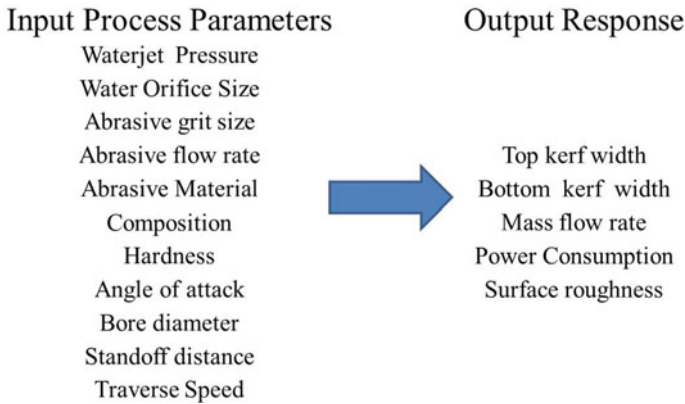 Input Process Parameters
Waterjet Pressure
Water Orifice Size
Abrasive grit size
Abrasive flow rate
Abrasive Material
Composition
Hardness
Angle of attack
Bore diameter
Standoff distance
Traverse Speed
Output Response
Top kerf width
Bottom kerf width
Mass flow rate
Power Consumption
Surface roughness